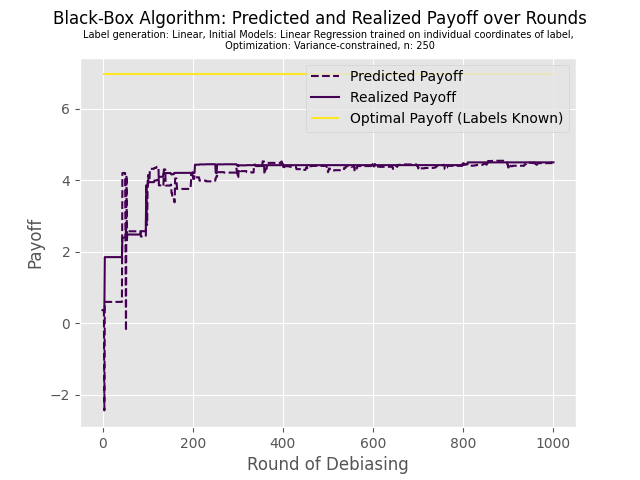 Black-Box Algorithm: Predicted and Realized Payoff over Rounds
Label generation: Linear, Initial Models: Linear Regression trained on individual coordinates of label,
Optimization: Variance-constrained, n: 250
Predicted Payoff
Realized Payoff
Optimal Payoff (Labels Known)
Payoff
6
4
2
0
−2
0 200 400 600 800 1000
Round of Debiasing